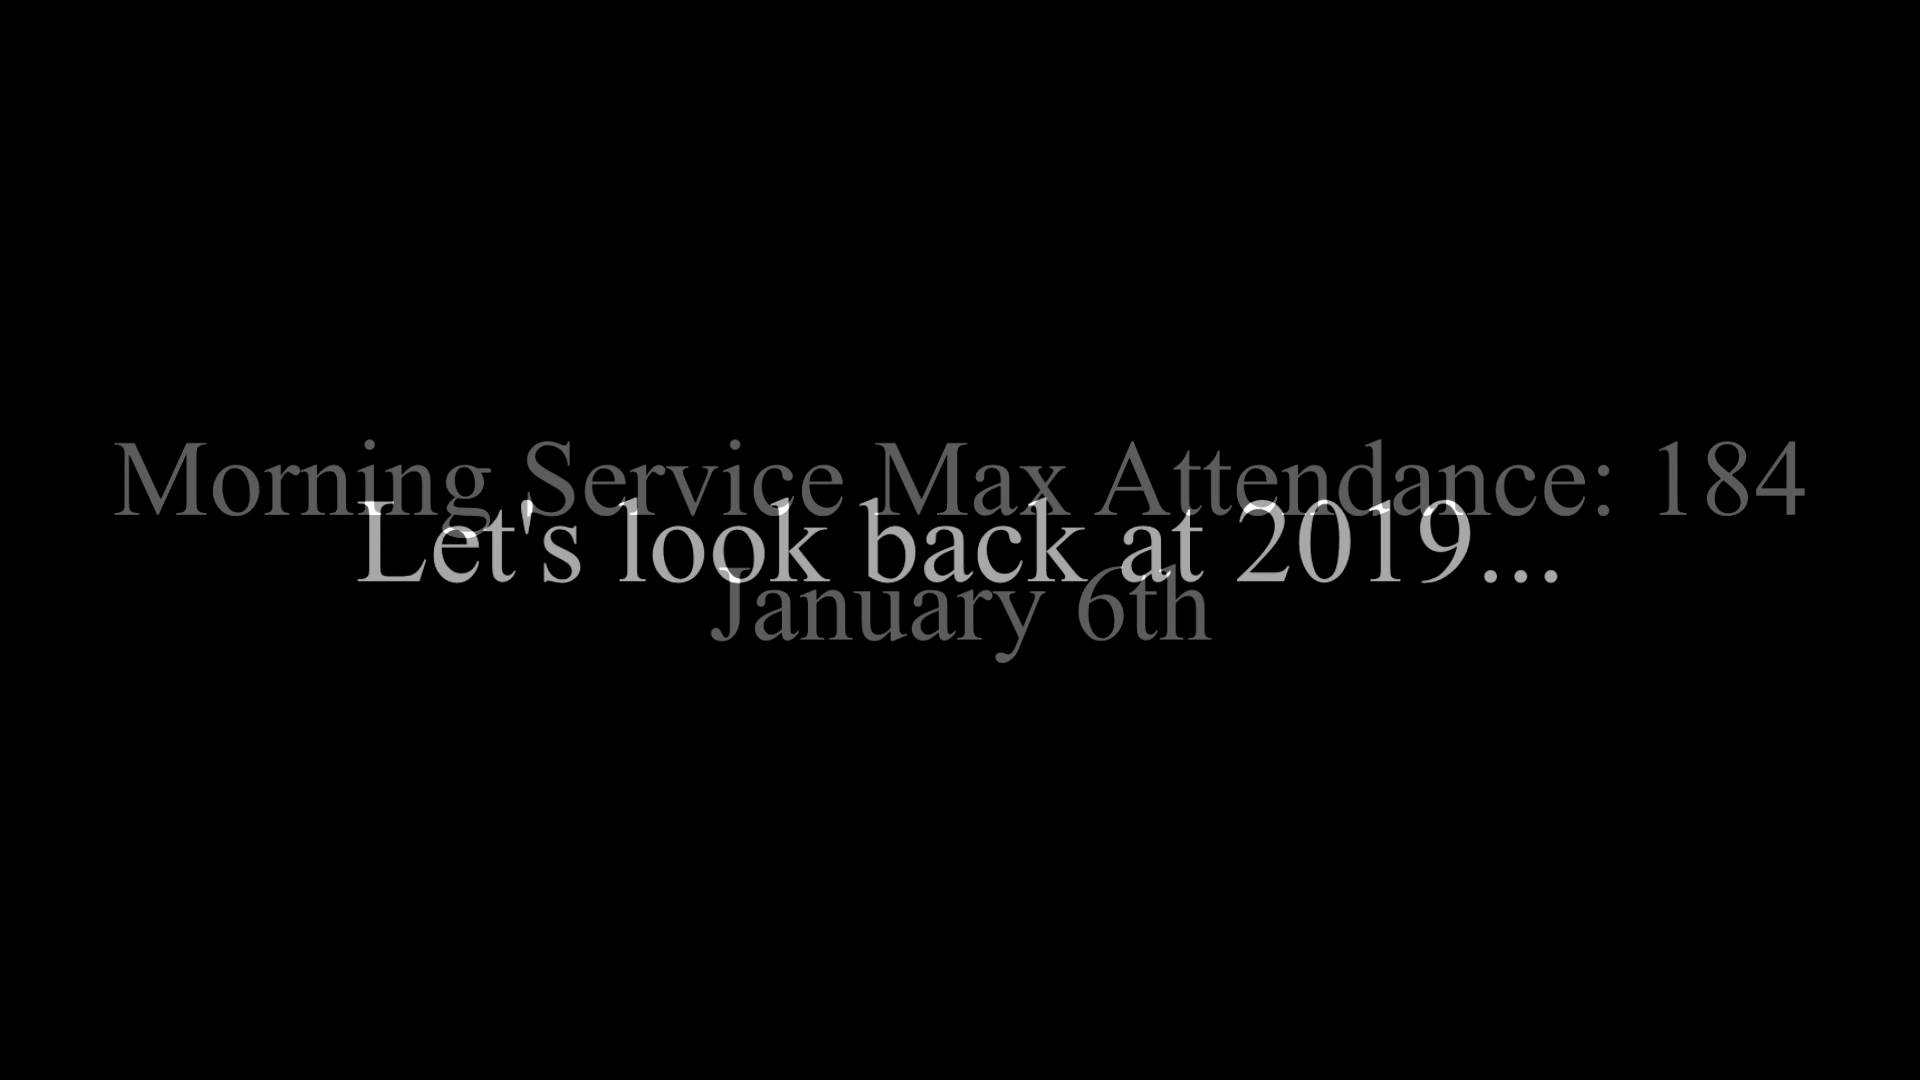 Morning Service Max Attendance: 184
Let's look back at 2019...
January 6th